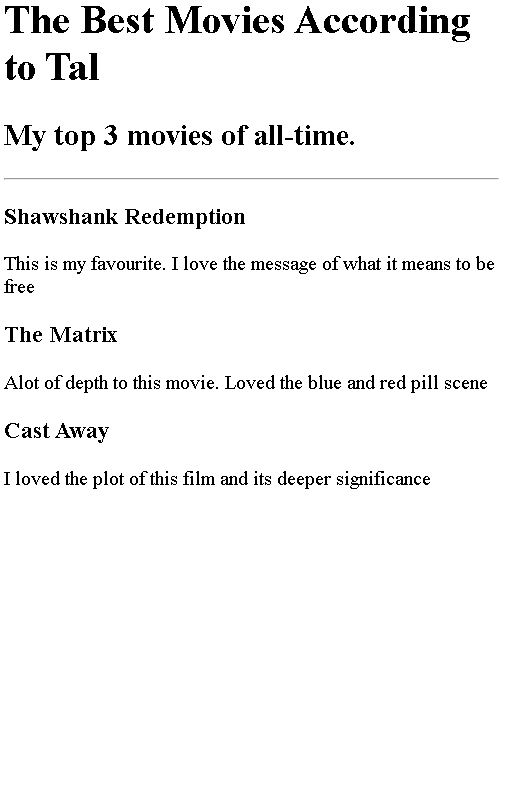 The Best Movies According
to Tal
My top 3 movies of all-time.
Shawshank Redemption
This is my favourite. I love the message of what it means to be
free
The Matrix
Alot of depth to this movie. Loved the blue and red pill scene
Cast Away
I loved the plot of this film and its deeper significance